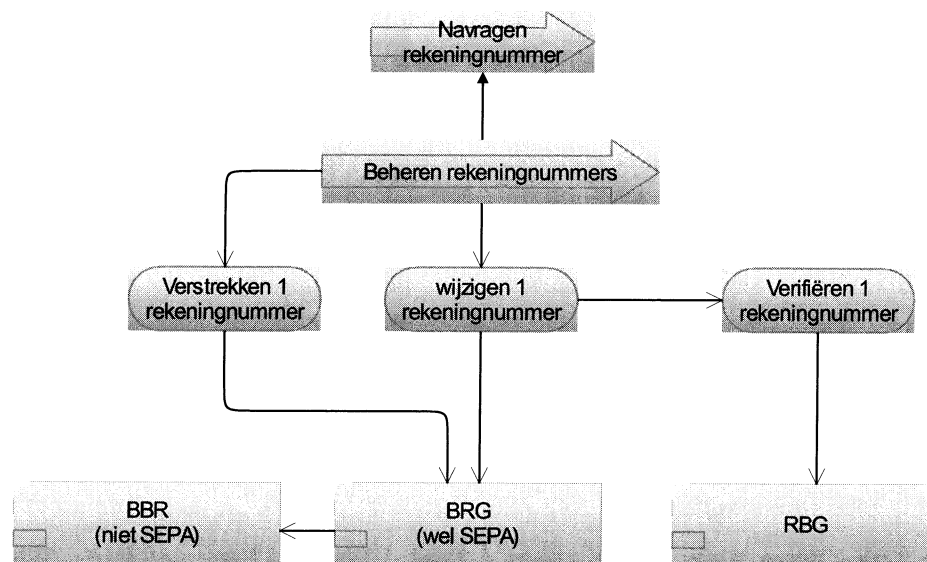 Navragen
rekeningnummer
Beheren rekeningnummers
Verstrekken 1
rekeningnummer
wijzigen 1
rekeningnummer
Verifiëren 1
rekeningnummer
BBR
(niet SEPA)
BRG
(wel SEPA)
RBG